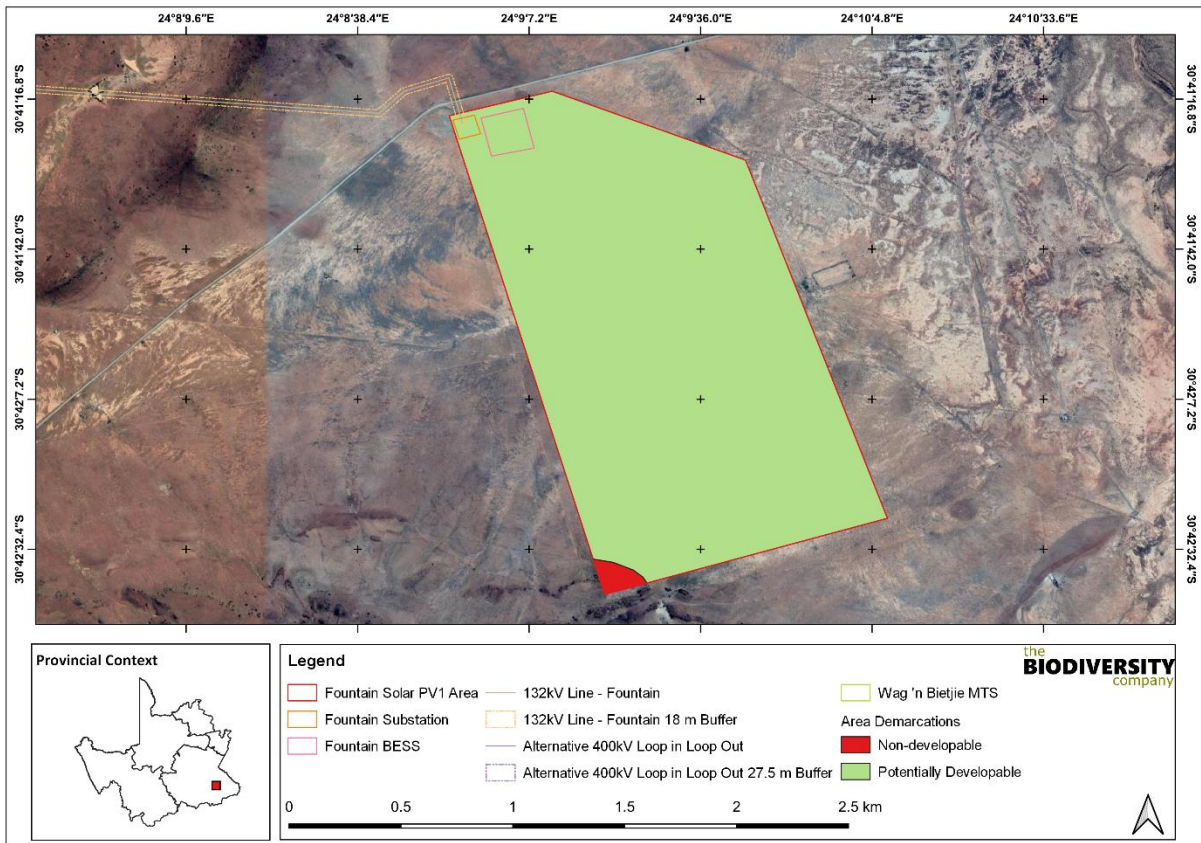 24°8'9.6"E 24°8'38.4"E 24°9'7.2"E 24°9'36.0"E 24°10'4.8"E 24°10'33.6"E
30°41'16.8"S 30°41'16.8"S
30°41'42.0"S 30°41'42.0"S
30°42'7.2"S 30°42'7.2"S
30°42'32.4"S 30°42'32.4"S
Provincial Context
Legend
Fountain Solar PV1 Area
Fountain Substation
Fountain BESS
132kV Line - Fountain
132kV Line - Fountain 18 m Buffer
Alternative 400kV Loop in Loop Out
Alternative 400kV Loop in Loop Out 27.5 m Buffer
Wag 'n Bietjie MTS
Area Demarcations
Non-developable
Potentially Developable
the
BIODIVERSITY
company
0 0.5 1 1.5 2 2.5 km